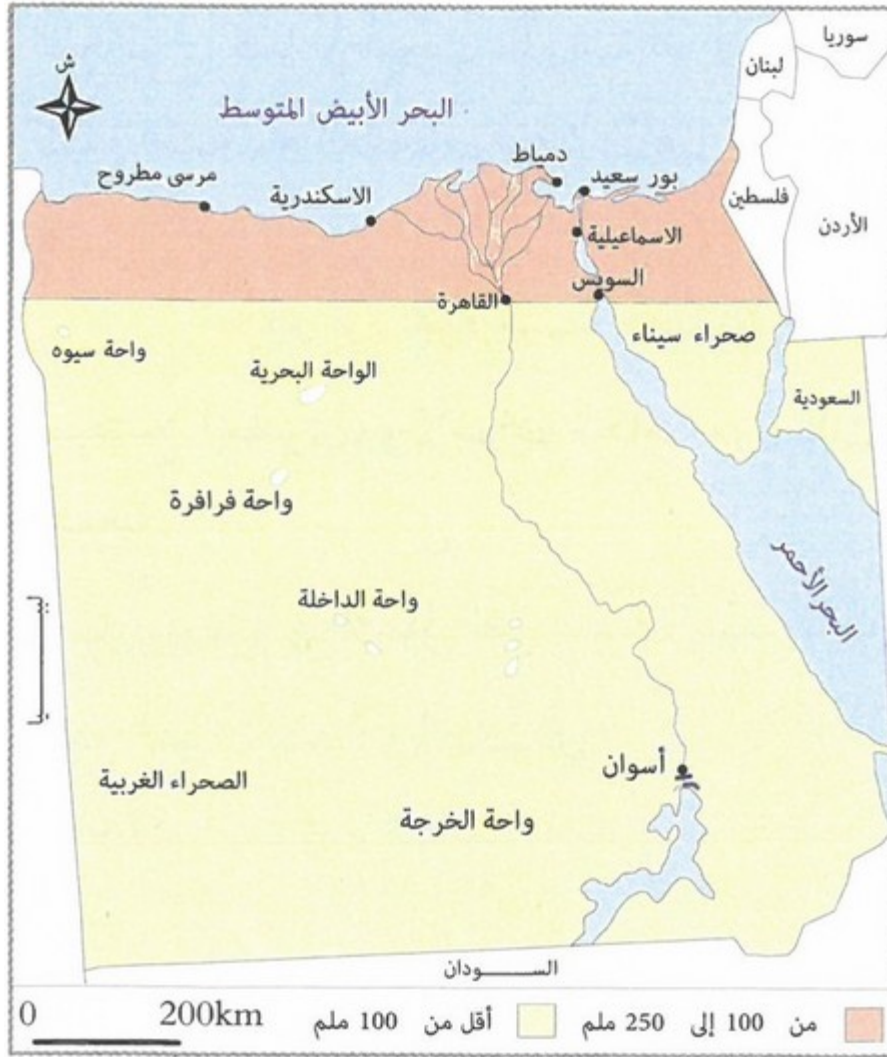 سوريا
لبنان
ش
البحر الأبيض المتوسط
دمياط
بور سعيد
مرسى مطروح
الاسكندرية
فلسطين
الأردن
الاسماعيلية
السويس
القاهرة
صحراء سيناء
واحة سيوه
الواحة البحرية
السعودية
واحة فرافرة
البحر الأحمر
واحة الداخلة
ليبيا
أسوان
الصحراء الغربية
واحة الخرجة
الســـودان
من 100 إلى 250 ملم
أقل من 100 ملم
0 200km